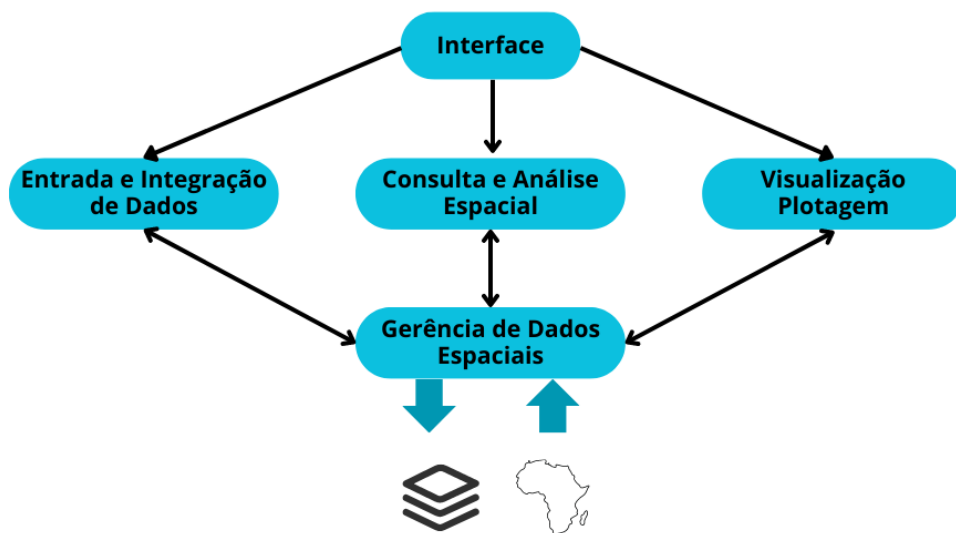 Interface
Entrada e Integração
de Dados
Consulta e Análise
Espacial
Visualização
Plotagem
Gerência de Dados
Espaciais